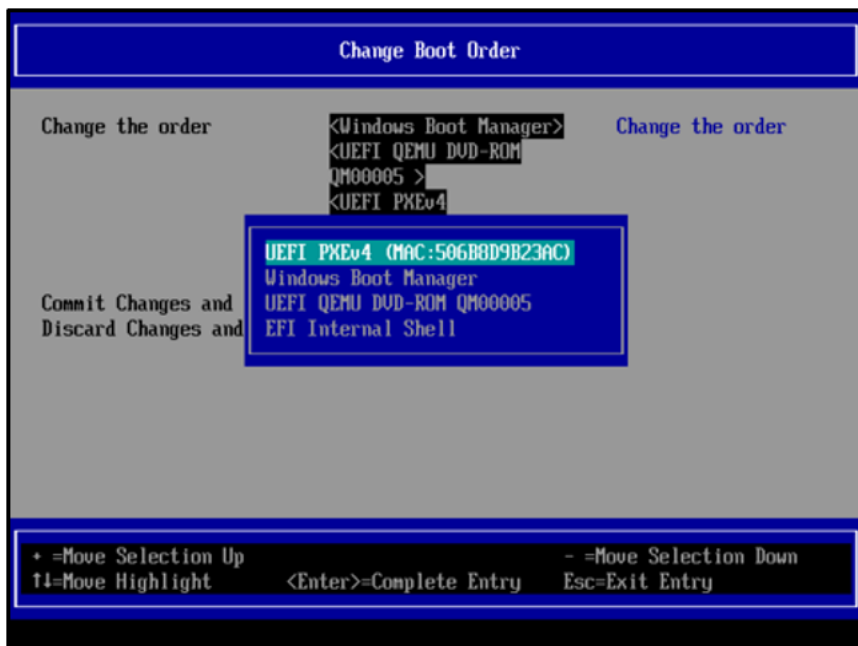 Change Boot Order
Change the order
<Windows Boot Manager>
<UEFI QEMU DVD-ROM
QM00005 >
<UEFI PXEv4
Change the order
UEFI PXEv4 (MAC:506B8D9B23AC)
Windows Boot Manager
UEFI QEMU DVD-ROM QM00005
EFI Internal Shell
Commit Changes and
Discard Changes and
+ =Move Selection Up
- =Move Selection Down
↑↓=Move Highlight
<Enter>=Complete Entry
Esc=Exit Entry